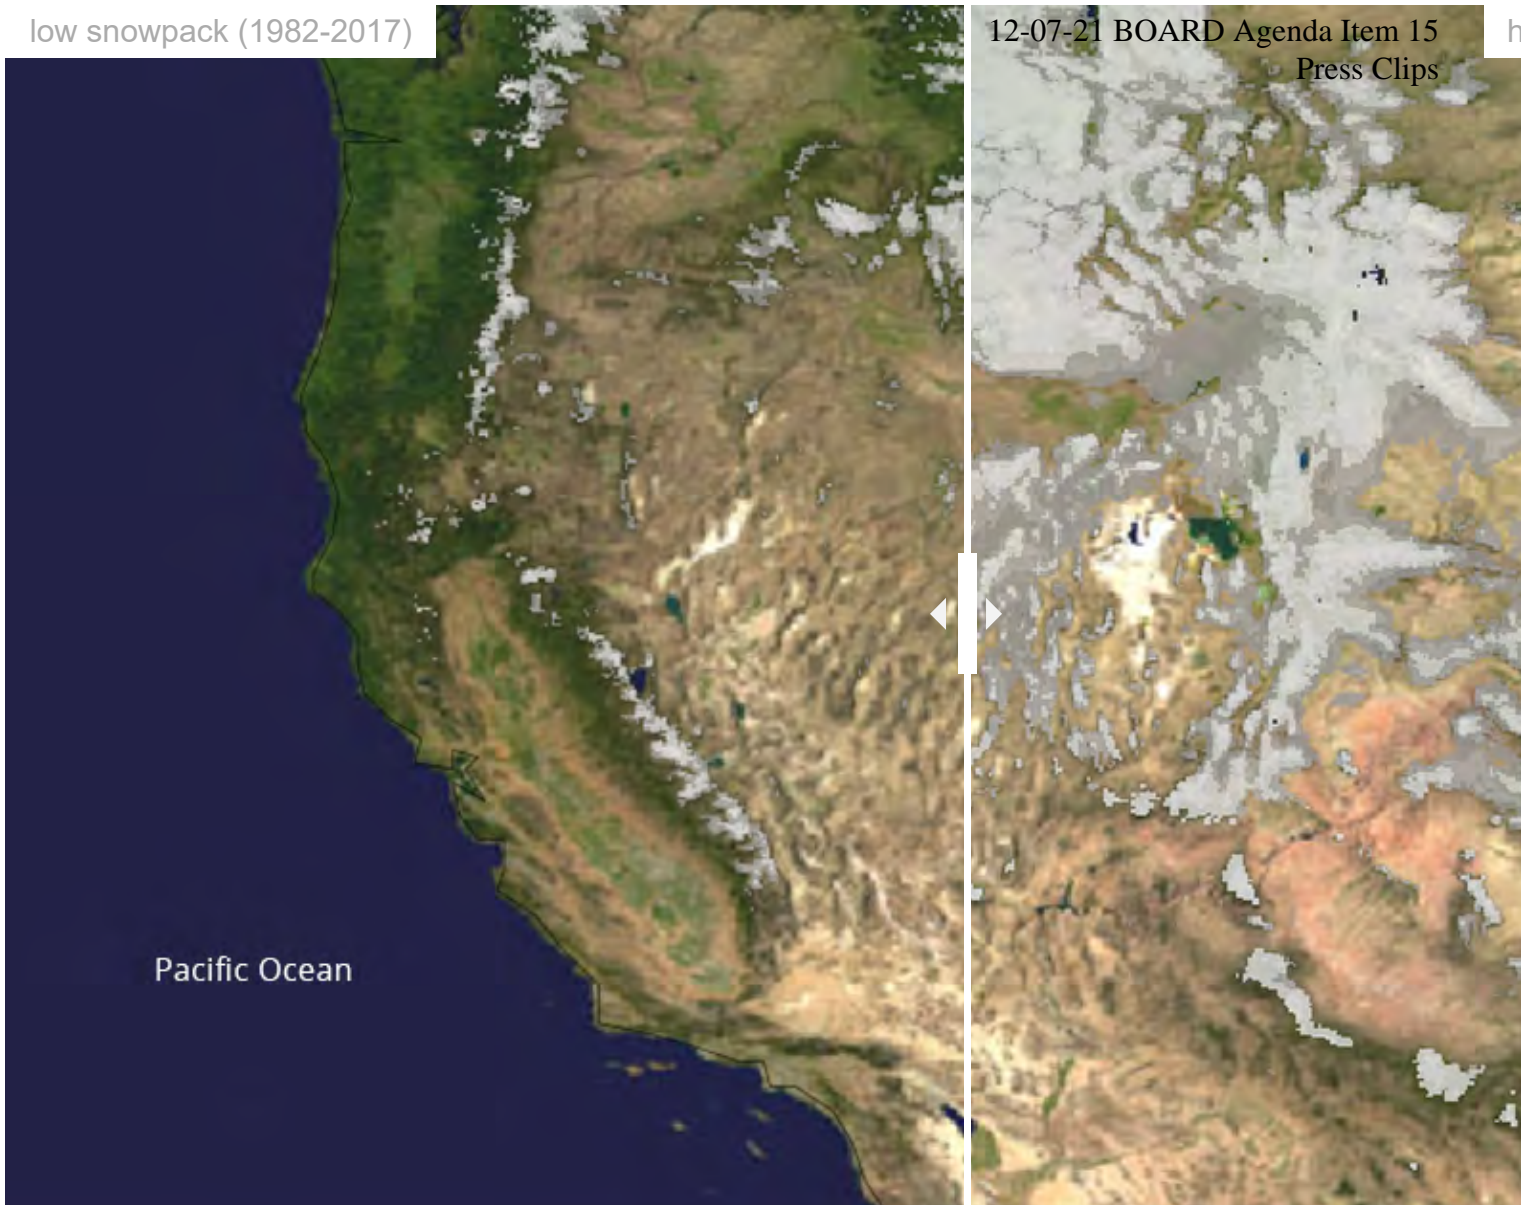 low snowpack (1982-2017)
12-07-21 BOARD Agenda Item 15
Press Clips
h
Pacific Ocean